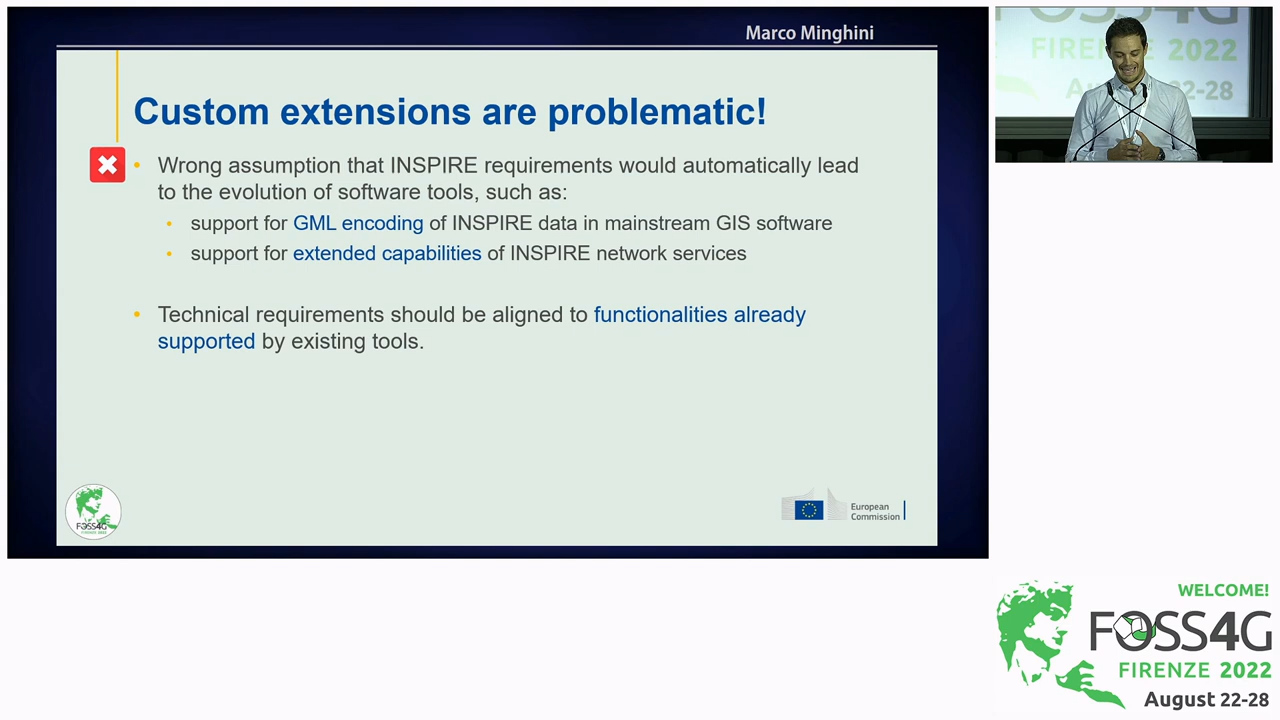 Marco Minghini
Custom extensions are problematic!
• Wrong assumption that INSPIRE requirements would automatically lead
to the evolution of software tools, such as:
• support for GML encoding of INSPIRE data in mainstream GIS software
• support for extended capabilities of INSPIRE network services
• Technical requirements should be aligned to functionalities already
supported by existing tools.
FOSS4G
FIRENZE 2022
European
Commission
FOSS4G
FIRENZE 2022
August 22-28
WELCOME!
FOSS4G
FIRENZE 2022
August 22-28